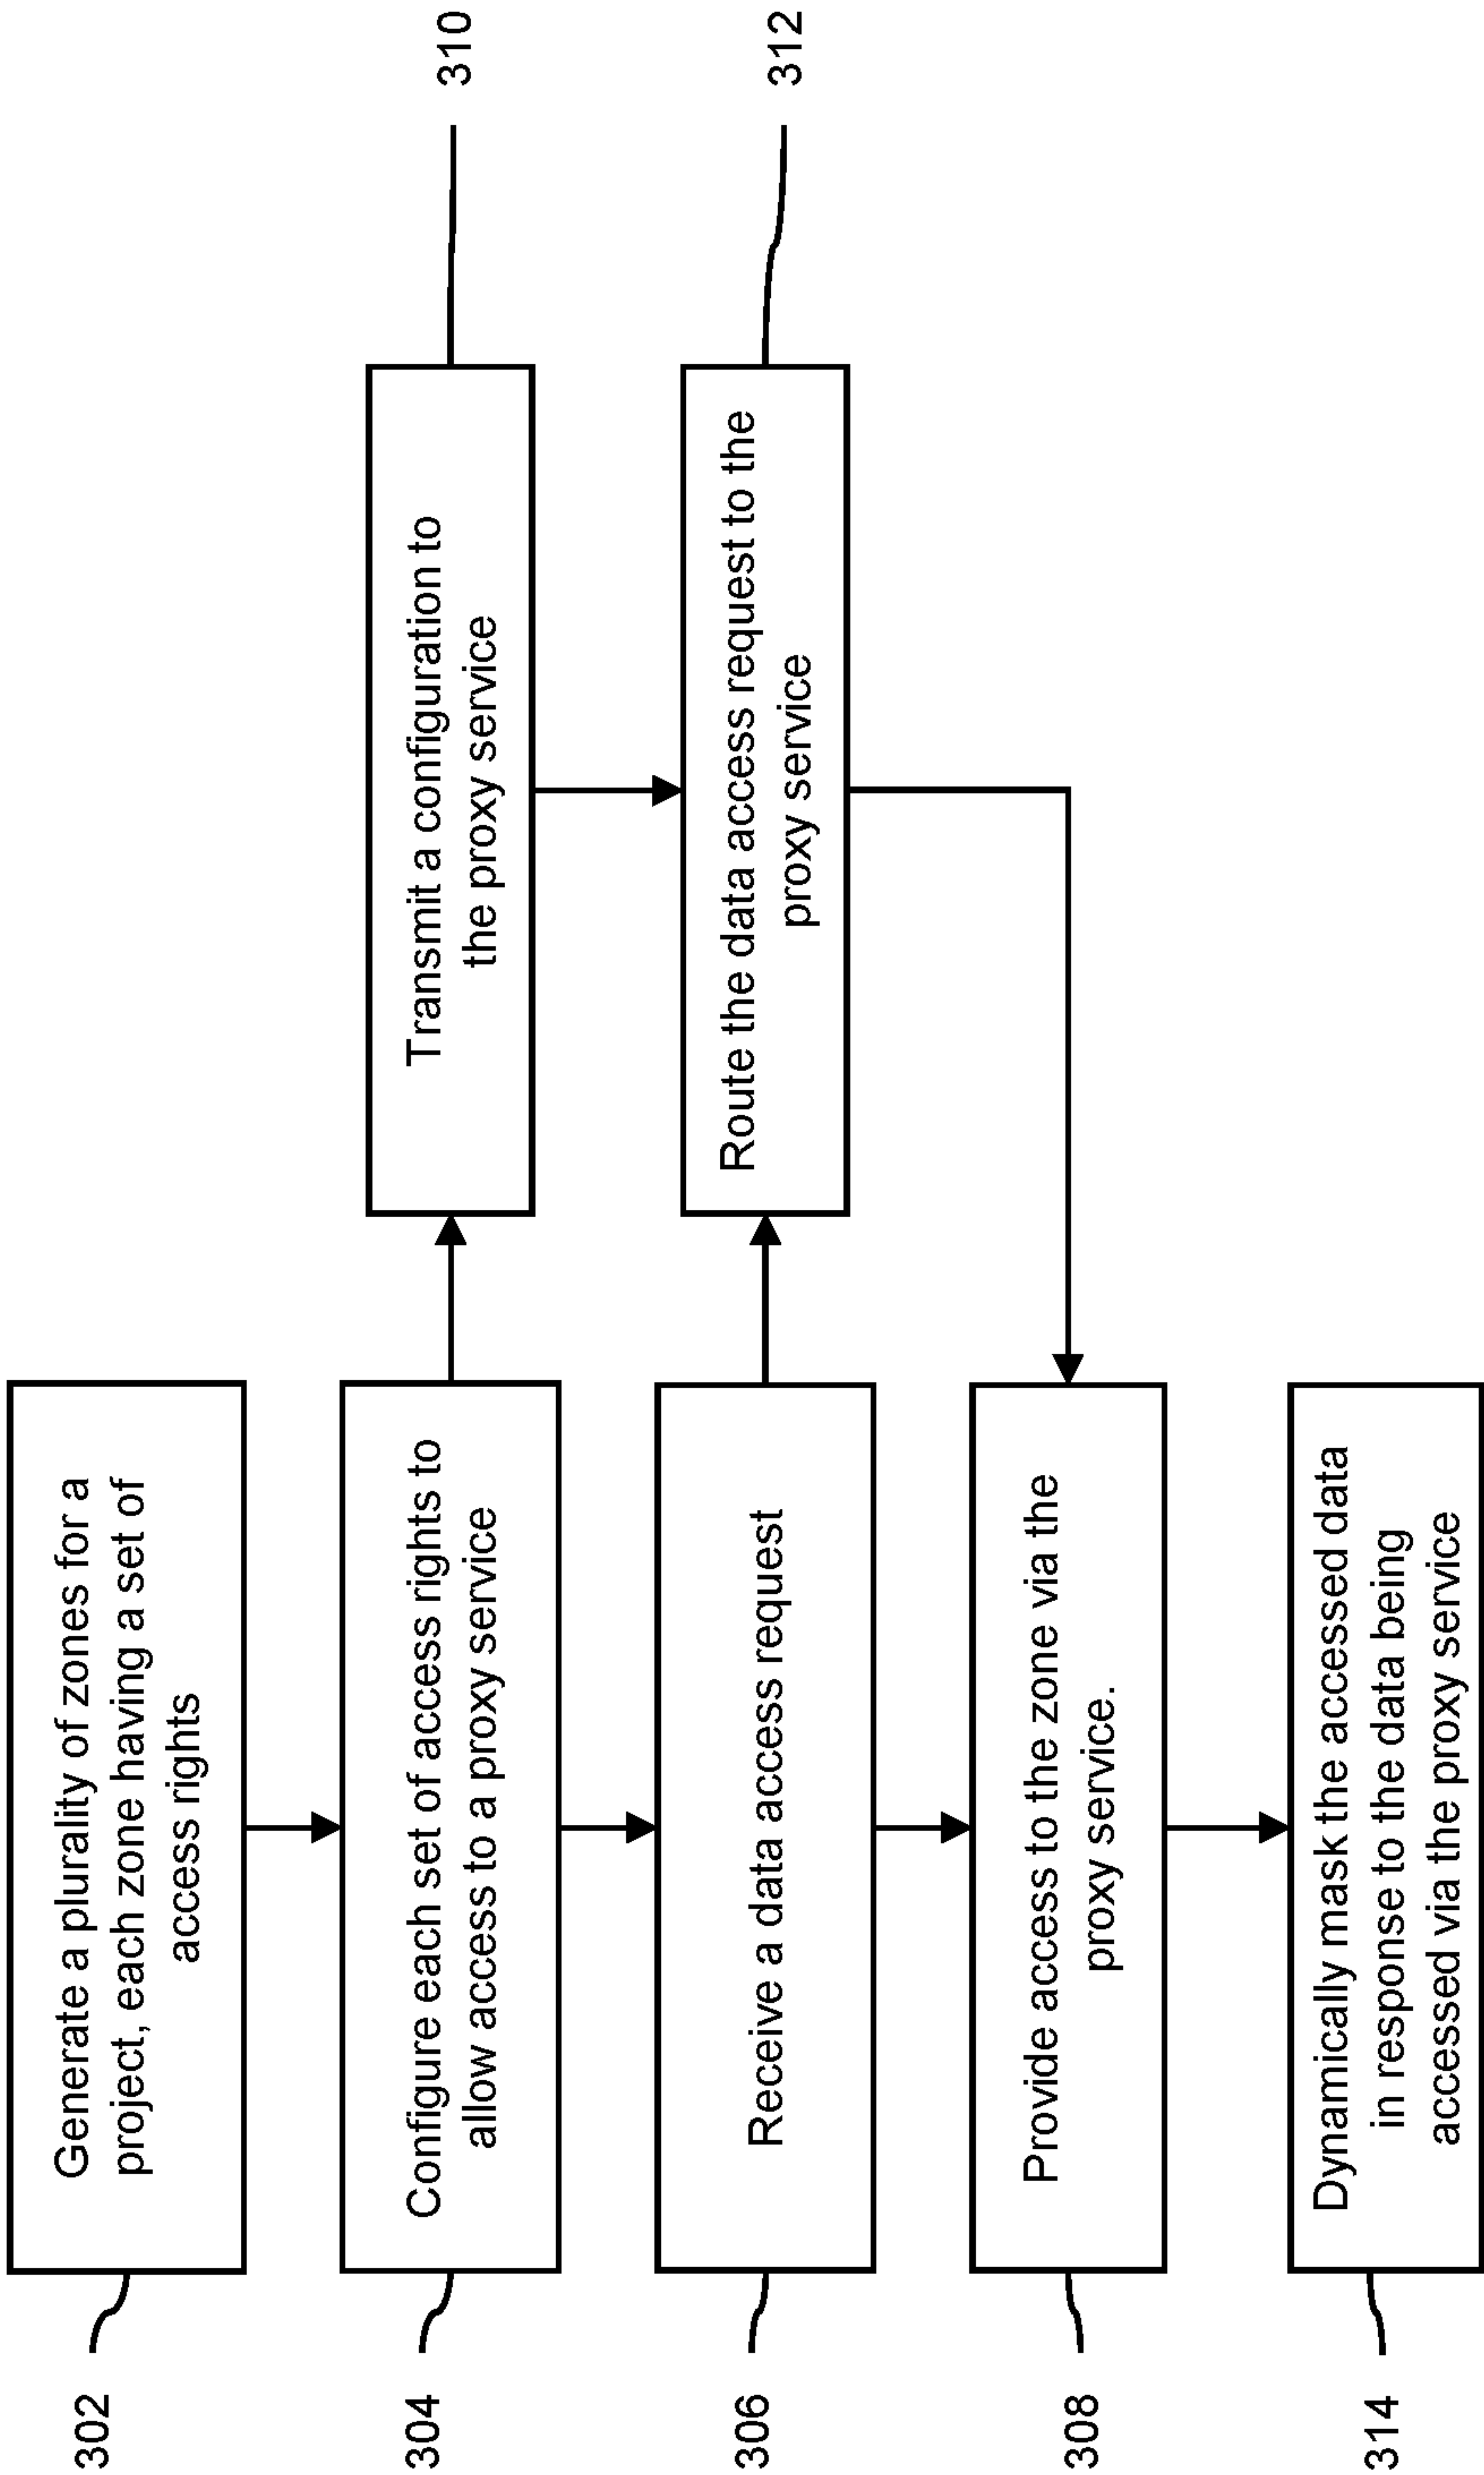 302
Generate a plurality of zones for a
project, each zone having a set of
access rights
304
Configure each set of access rights to
allow access to a proxy service
Transmit a configuration to
the proxy service
310
306
Receive a data access request
Route the data access request to the
proxy service
312
308
Provide access to the zone via the
proxy service.
314
Dynamically mask the accessed data
in response to the data being
accessed via the proxy service